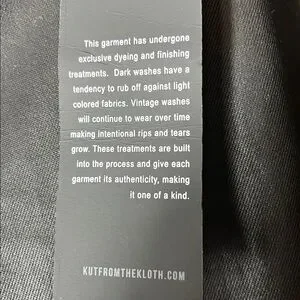 This garment has undergone
exclusive dyeing and finishing
treatments. Dark washes have a
tendency to rub off against light
colored fabrics. Vintage washes
will continue to wear over time
making intentional rips and tears
grow. These treatments are built
into the process and give each
garment its authenticity, making
it one of a kind.
KUTFROMTHEKLOTH.COM